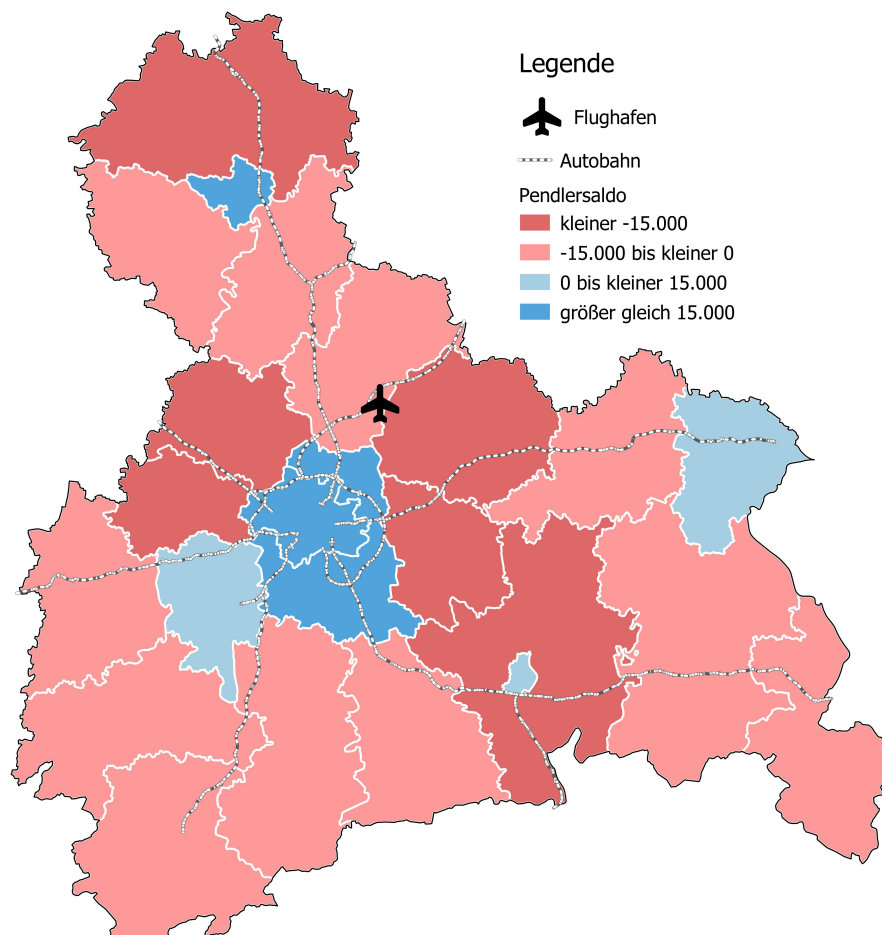 Legende
Flughafen
Autobahn
Pendlersaldo
kleiner -15.000
-15.000 bis kleiner 0
0 bis kleiner 15.000
größer gleich 15.000